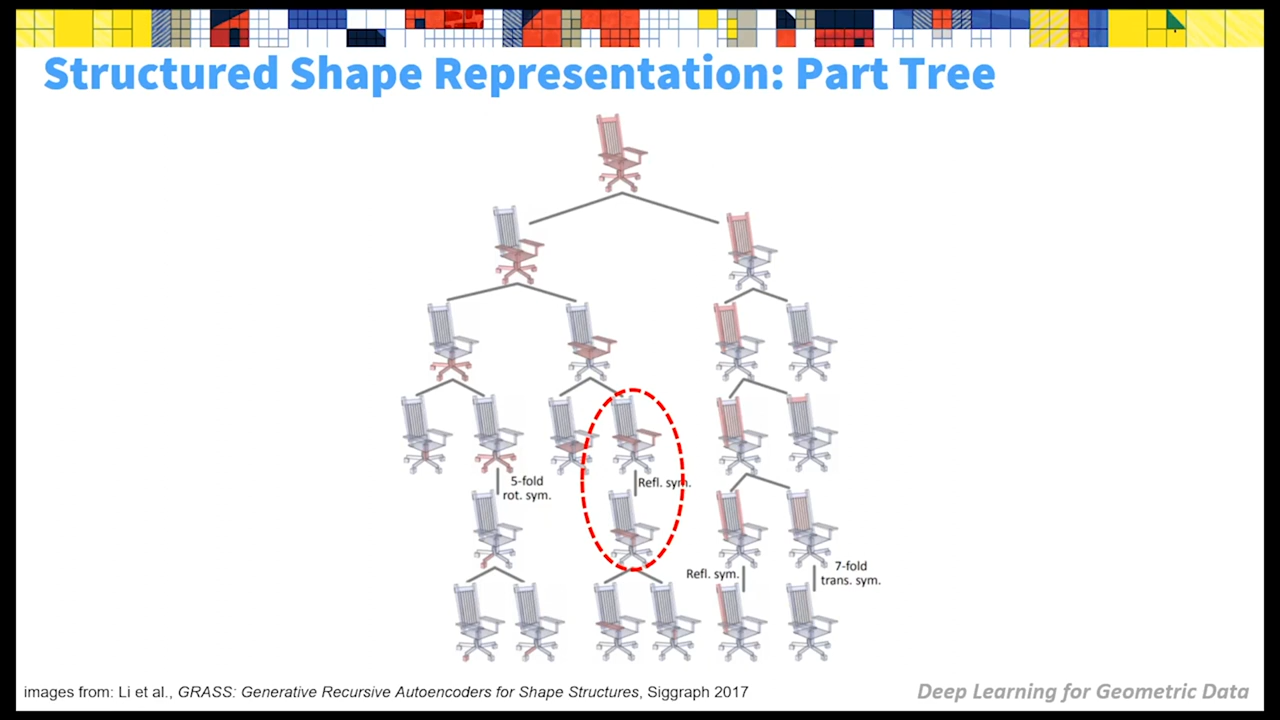 Structured Shape Representation: Part Tree
5-fold
rot. sym.
Refl. sym.
Refl. sym.
7-fold
trans. sym.
images from: Li et al., GRASS: Generative Recursive Autoencoders for Shape Structures, Siggraph 2017
Deep Learning for Geometric Data